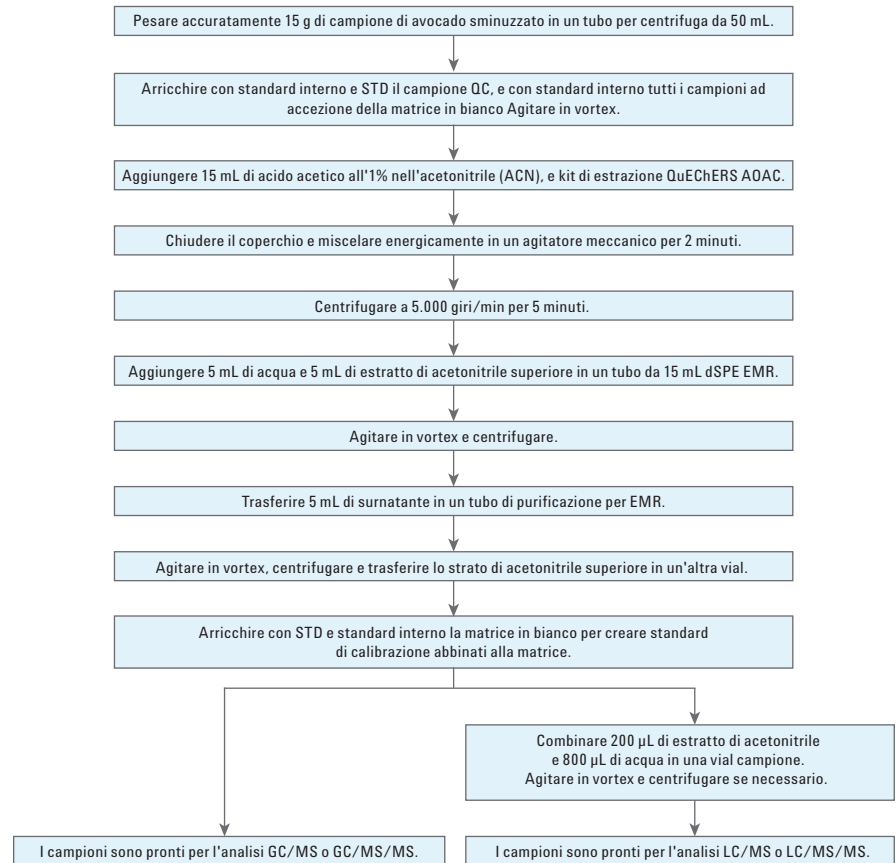 Pesare accuratamente 15 g di campione di avocado sminuzzato in un tubo per centrifuga da 50 mL.
Arricchire con standard interno e STD il campione QC, e con standard interno tutti i campioni ad
accezione della matrice in bianco Agitare in vortex.
Aggiungere 15 mL di acido acetico all'1% nell'acetonitrile (ACN), e kit di estrazione QuEChERS AOAC.
Chiudere il coperchio e miscelare energicamente in un agitatore meccanico per 2 minuti.
Centrifugare a 5.000 giri/min per 5 minuti.
Aggiungere 5 mL di acqua e 5 mL di estratto di acetonitrile superiore in un tubo da 15 mL dSPE EMR.
Agitare in vortex e centrifugare.
Trasferire 5 mL di surnatante in un tubo di purificazione per EMR.
Agitare in vortex, centrifugare e trasferire lo strato di acetonitrile superiore in un'altra vial.
Arricchire con STD e standard interno la matrice in bianco per creare standard
di calibrazione abbinati alla matrice.
Combinare 200 µL di estratto di acetonitrile
e 800 µL di acqua in una vial campione.
Agitare in vortex e centrifugare se necessario.
I campioni sono pronti per l'analisi GC/MS o GC/MS/MS.
I campioni sono pronti per l'analisi LC/MS o LC/MS/MS.